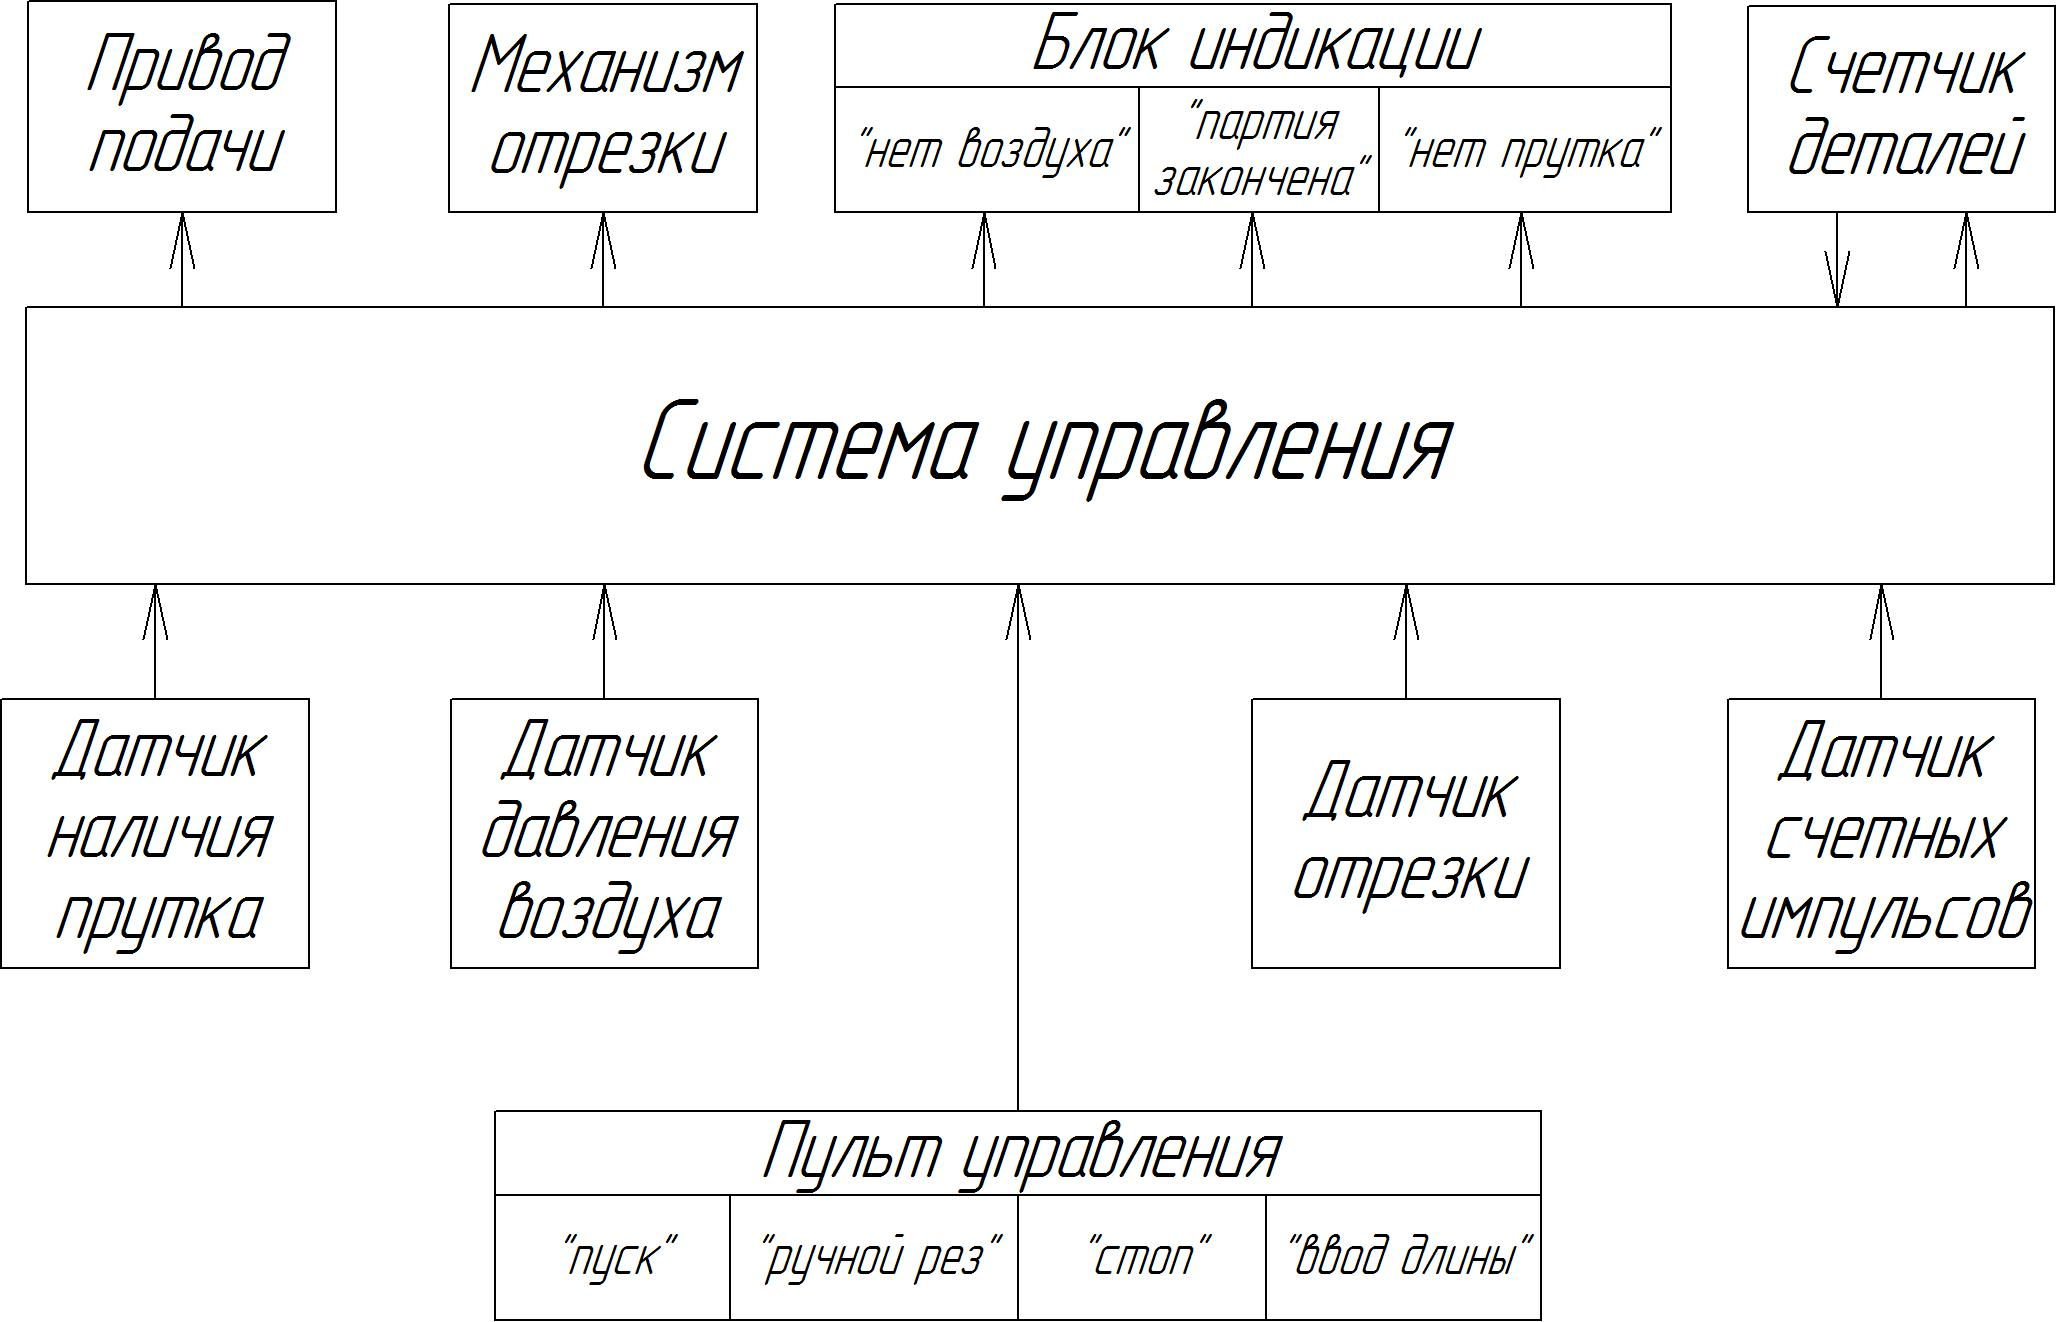 Привод
подачи
Механизм
отрезки
Блок индикации
"нет воздуха"
"партия
закончена"
"нет прутка"
Счетчик
деталей
Система управления
Датчик
наличия
прутка
Датчик
давления
воздуха
Датчик
отрезки
Датчик
счетных
импульсов
Пульт управления
"пуск"
"ручной рез"
"стоп"
"ввод длины"